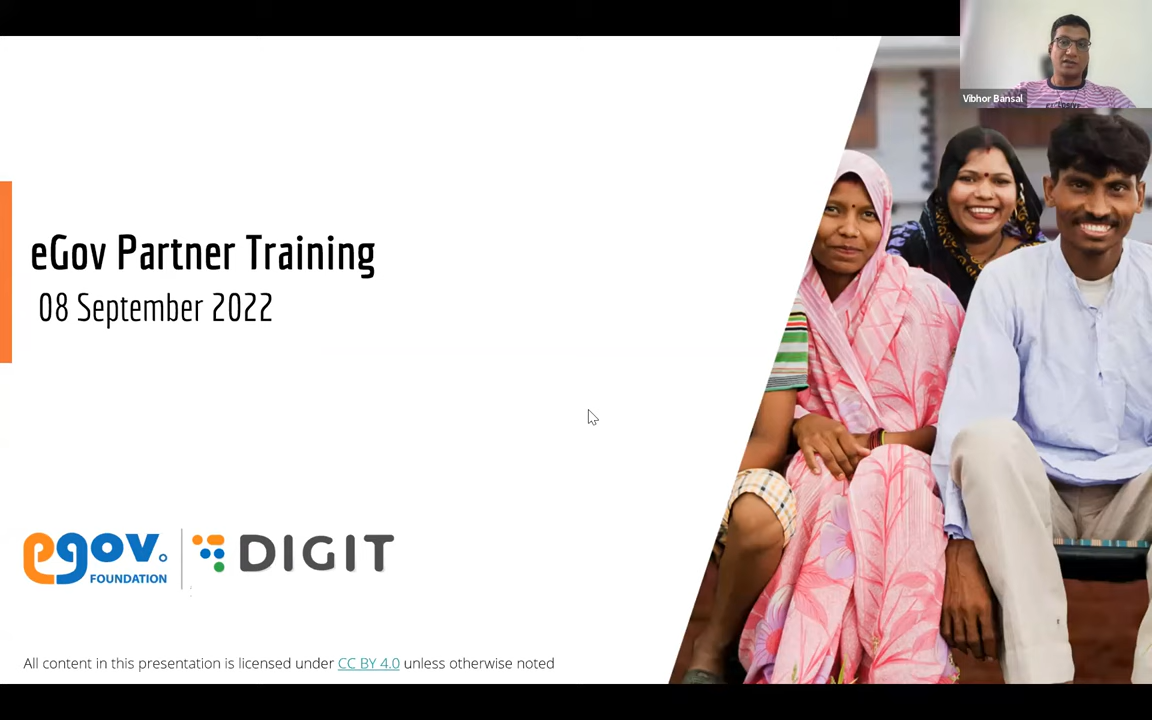 Vibhor Bansal
eGov Partner Training
08 September 2022
egov.
FOUNDATION
DIGIT
All content in this presentation is licensed under CC BY 4.0 unless otherwise noted